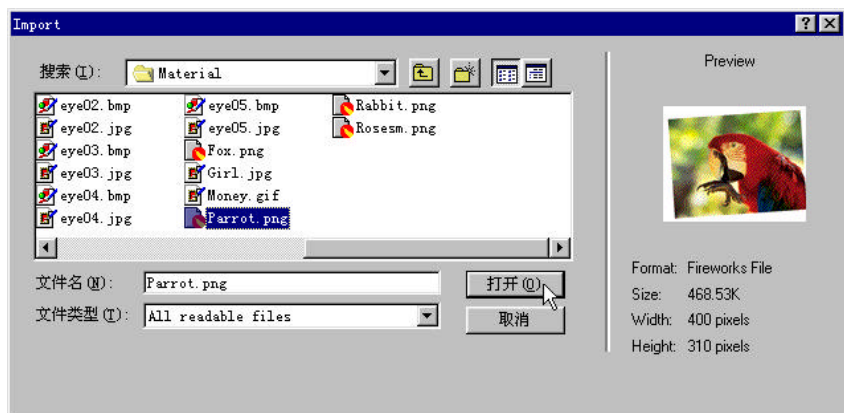 Import
搜索(I): Material
eye02.bmp eye05.bmp Rabbit.png
eye02.jpg eye05.jpg Rosesm.png
eye03.bmp Fox.png
eye03.jpg Girl.jpg
eye04.bmp Money.gif
eye04.jpg Parrot.png
文件名(N): Parrot.png 打开(O)
文件类型(T): All readable files 取消
Preview
Format: Fireworks File
Size: 468.53K
Width: 400 pixels
Height: 310 pixels